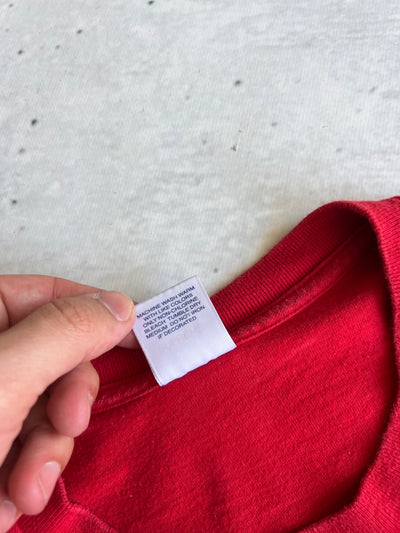 MACHINE WASH WARM
WITH LIKE COLORS
ONLY NON-CHLORINE
BLEACH TUMBLE DRY
MEDIUM DO NOT IRON
IF DECORATED